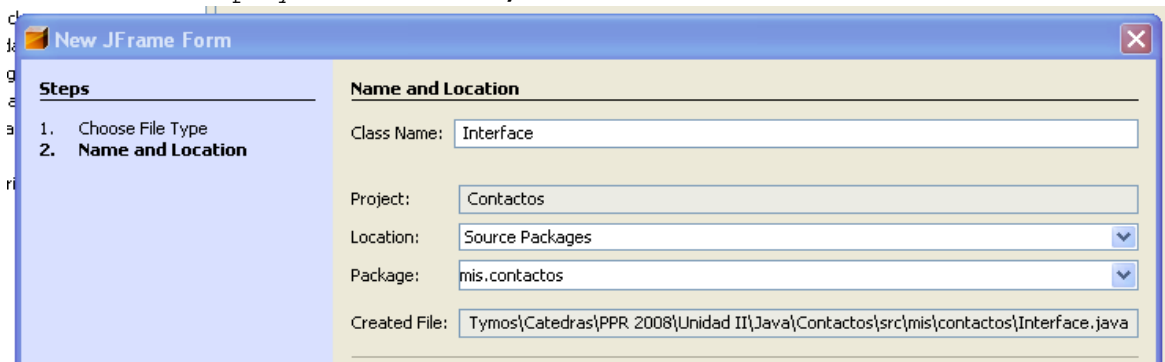 New JFrame Form
Steps
1. Choose File Type
2. Name and Location
Name and Location
Class Name: Interface
Project: Contactos
Location: Source Packages
Package: mis.contactos
Created File: Tymos\Catedras\PPR 2008\Unidad II\Java\Contactos\src\mis\contactos\Interface.java